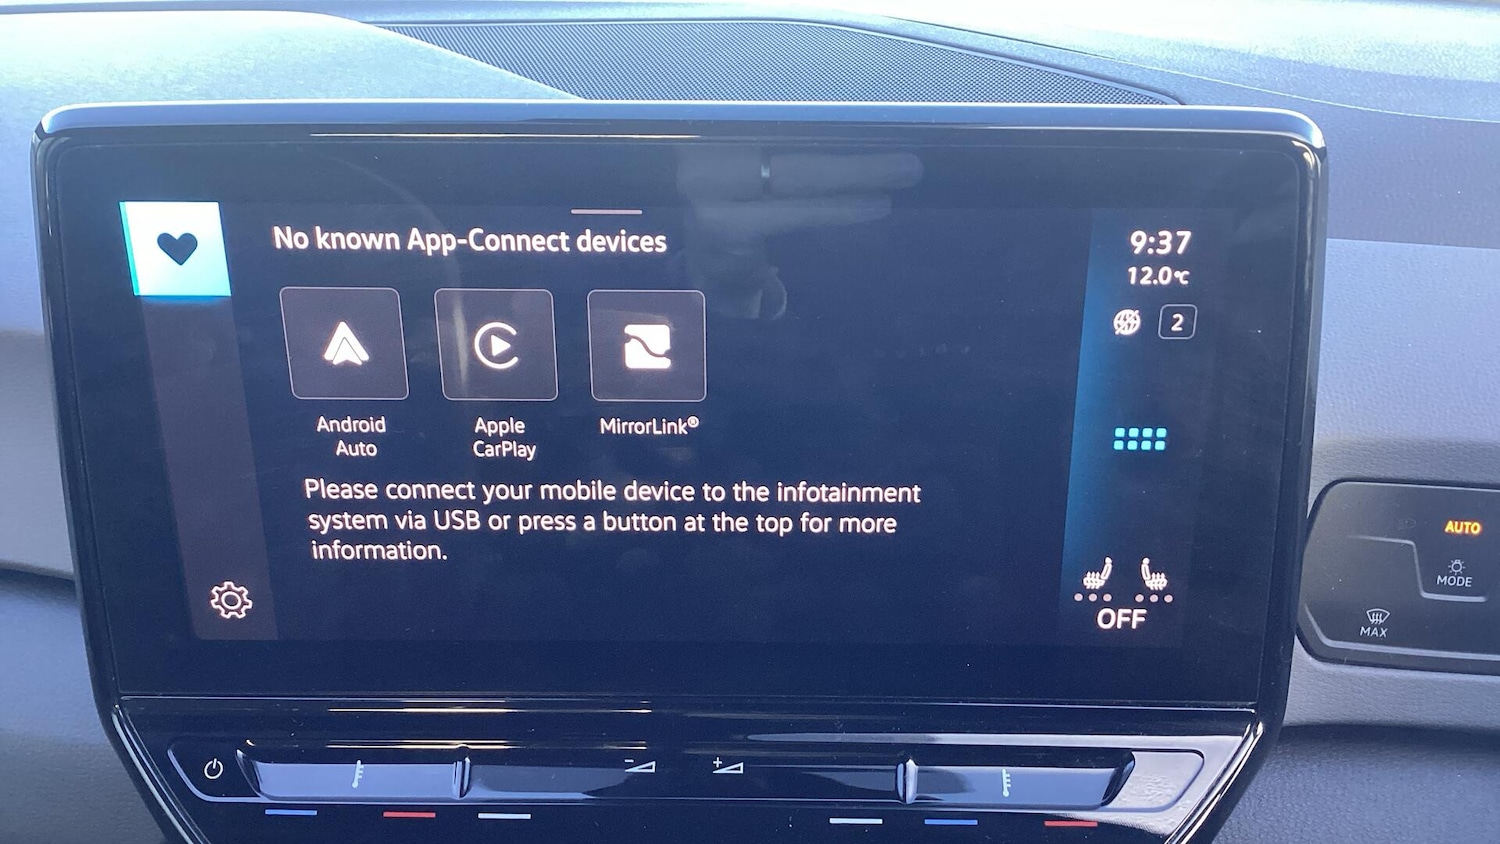 No known App-Connect devices
9:37
12.0°C
2
Android
Auto
Apple
CarPlay
MirrorLink®
Please connect your mobile device to the infotainment
system via USB or press a button at the top for more
information.
OFF
AUTO
MODE
MAX